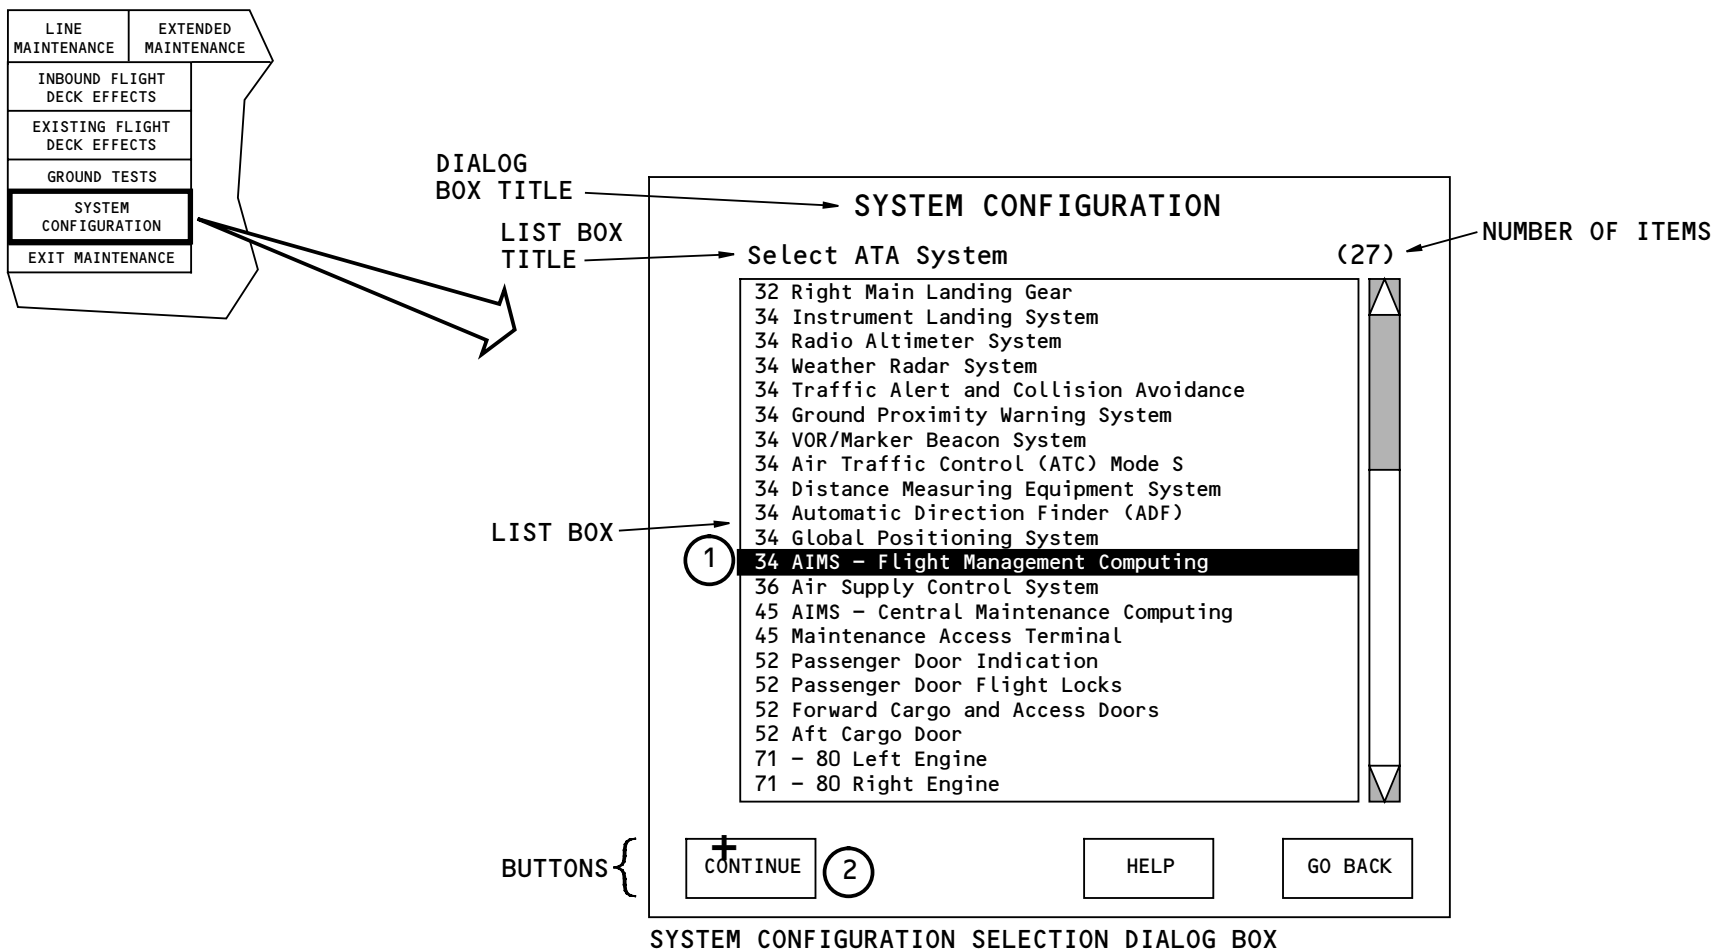 LINE
MAINTENANCE
EXTENDED
MAINTENANCE
INBOUND FLIGHT
DECK EFFECTS
EXISTING FLIGHT
DECK EFFECTS
GROUND TESTS
SYSTEM
CONFIGURATION
EXIT MAINTENANCE
DIALOG
BOX TITLE
SYSTEM CONFIGURATION
LIST BOX
TITLE
Select ATA System
(27)
NUMBER OF ITEMS
32 Right Main Landing Gear
34 Instrument Landing System
34 Radio Altimeter System
34 Weather Radar System
34 Traffic Alert and Collision Avoidance
34 Ground Proximity Warning System
34 VOR/Marker Beacon System
34 Air Traffic Control (ATC) Mode S
34 Distance Measuring Equipment System
34 Automatic Direction Finder (ADF)
34 Global Positioning System
LIST BOX
1
34 AIMS – Flight Management Computing
36 Air Supply Control System
45 AIMS – Central Maintenance Computing
45 Maintenance Access Terminal
52 Passenger Door Indication
52 Passenger Door Flight Locks
52 Forward Cargo and Access Doors
52 Aft Cargo Door
71 – 80 Left Engine
71 – 80 Right Engine
BUTTONS
CONTINUE
2
HELP
GO BACK
SYSTEM CONFIGURATION SELECTION DIALOG BOX